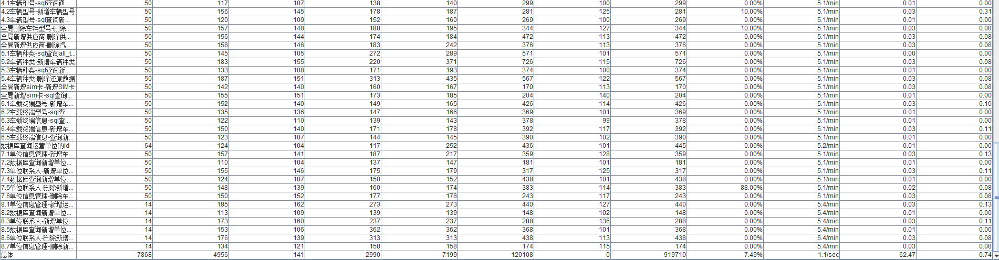 4.1车辆型号-sql查询通... 50 117 107 138 140 299 100 299 0.00% 5.1/min 0.01 0.00
4.2车辆型号-新增车辆型号 50 156 145 178 187 281 125 281 10.00% 5.1/min 0.03 0.31
4.3车辆型号-sql查询新... 50 120 109 152 160 269 100 269 0.00% 5.1/min 0.01 0.00
全局删除车辆型号-删除... 50 157 148 188 195 344 127 344 10.00% 5.1/min 0.03 0.08
全局新增供应商-删除供... 50 156 144 174 184 472 113 472 0.00% 5.1/min 0.03 0.08
全局新增供应商-删除汽... 50 158 146 183 242 376 113 376 0.00% 5.1/min 0.03 0.08
5.1车辆种类-sql查询all_t... 50 145 105 272 289 571 101 571 0.00% 5.1/min 0.00 0.00
5.2车辆种类-新增车辆种类 50 183 155 220 371 726 115 726 0.00% 5.1/min 0.03 0.08
5.3车辆种类-sql查询新... 50 133 108 171 193 374 100 374 0.00% 5.1/min 0.01 0.00
5.4车辆种类-删除还原数据 50 187 151 313 435 567 122 567 0.00% 5.1/min 0.03 0.08
全局新增sim卡-新增SIM卡 50 142 140 160 167 170 113 170 0.00% 5.1/min 0.03 0.08
全局新增sim卡-sql查询... 50 155 151 173 185 204 140 204 0.00% 5.1/min 0.01 0.00
6.1车载终端型号-新增车... 50 152 140 149 165 426 114 426 0.00% 5.1/min 0.03 0.10
6.2车载终端型号-sql查... 50 135 136 147 166 369 101 369 0.00% 5.1/min 0.01 0.00
6.3车载终端信息-sql查... 50 122 110 139 143 378 99 378 0.00% 5.1/min 0.01 0.00
6.4车载终端信息-新增车... 50 150 140 171 178 392 117 392 0.00% 5.1/min 0.03 0.11
6.5车载终端信息-查询新... 50 123 107 144 145 390 102 390 0.00% 5.1/min 0.01 0.00
数据库查询运营单位的id 64 124 104 117 252 436 101 445 0.00% 5.2/min 0.01 0.00
7.1单位信息管理-新增车... 50 157 141 187 217 359 128 359 0.00% 5.1/min 0.03 0.13
7.2数据库查询新增单位... 50 110 104 137 147 181 101 181 0.00% 5.1/min 0.01 0.00
7.3单位联系人-新增单位... 50 155 146 175 179 317 125 317 0.00% 5.1/min 0.03 0.11
7.4数据库查询新增单位... 50 124 107 150 152 438 101 438 0.00% 5.1/min 0.01 0.00
7.5单位联系人-删除新增... 50 148 139 160 174 383 114 383 88.00% 5.1/min 0.02 0.08
7.6单位信息管理-删除车... 50 150 152 177 178 243 117 243 0.00% 5.1/min 0.03 0.08
8.1单位信息管理-新增运... 14 185 162 273 273 440 127 440 0.00% 5.4/min 0.03 0.13
8.2数据库查询新增单位... 14 113 109 139 139 148 102 148 0.00% 5.4/min 0.01 0.00
8.3单位联系人-新增单位... 14 173 160 237 237 288 136 288 0.00% 5.4/min 0.03 0.11
8.5数据库查询新增单位... 14 153 106 362 362 368 101 368 0.00% 5.4/min 0.01 0.00
8.6单位联系人-删除新增... 14 176 139 313 313 438 113 438 0.00% 5.4/min 0.03 0.08
8.7单位信息管理-删除新... 14 134 121 158 158 174 115 174 0.00% 5.4/min 0.03 0.08
总体 7868 4956 141 2990 7199 120108 0 919710 7.49% 1.1/sec 62.47 0.74